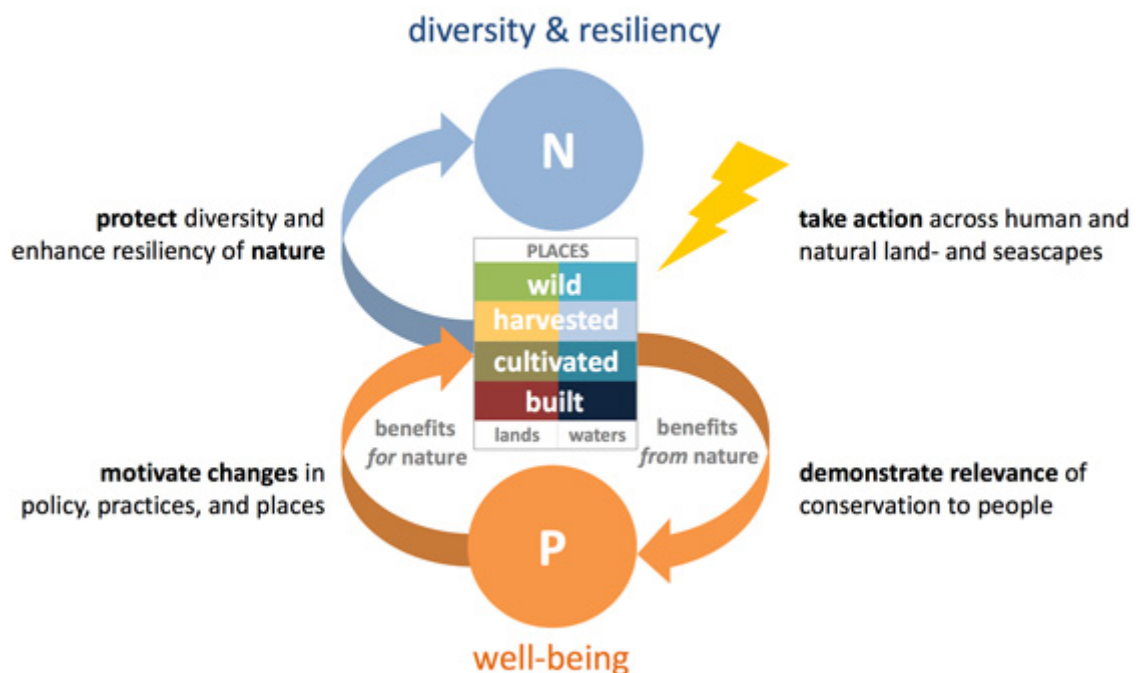 diversity & resiliency
N
protect diversity and
enhance resiliency of nature
take action across human and
natural land- and seascapes
PLACES
wild
harvested
cultivated
built
lands waters
benefits
for nature
benefits
from nature
motivate changes in
policy, practices, and places
demonstrate relevance of
conservation to people
P
well-being